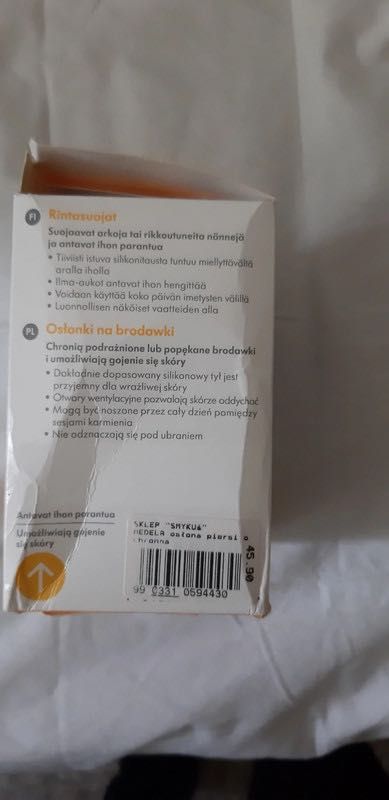 FI Rintasuojat
Suojaavat arkoja tai rikkoutuneita nännejä
ja antavat ihon parantua
• Tiiviisti istuva silikonitausta tuntuu miellyttävältä
aralla iholla
• Ilma-aukot antavat ihon hengittää
• Voidaan käyttää koko päivän imetysten välillä
• Luonnollisen näköiset vaatteiden alla
PL Osłonki na brodawki
Chronią podrażnione lub popękane brodawki
i umożliwiają gojenie się skóry
• Dokładnie dopasowany silikonowy tył jest
przyjemny dla wrażliwej skóry
• Otwory wentylacyjne pozwalają skórze oddychać
• Mogą być noszone przez cały dzień pomiędzy
sesjami karmienia
• Nie odznaczają się pod ubraniem
Antavat ihon parantua
Umożliwiają gojenie
się skóry
SKLEP "SMYKUŚ"
MEDELA osłona piersi o
chronna
45.90
99 0331 0594430